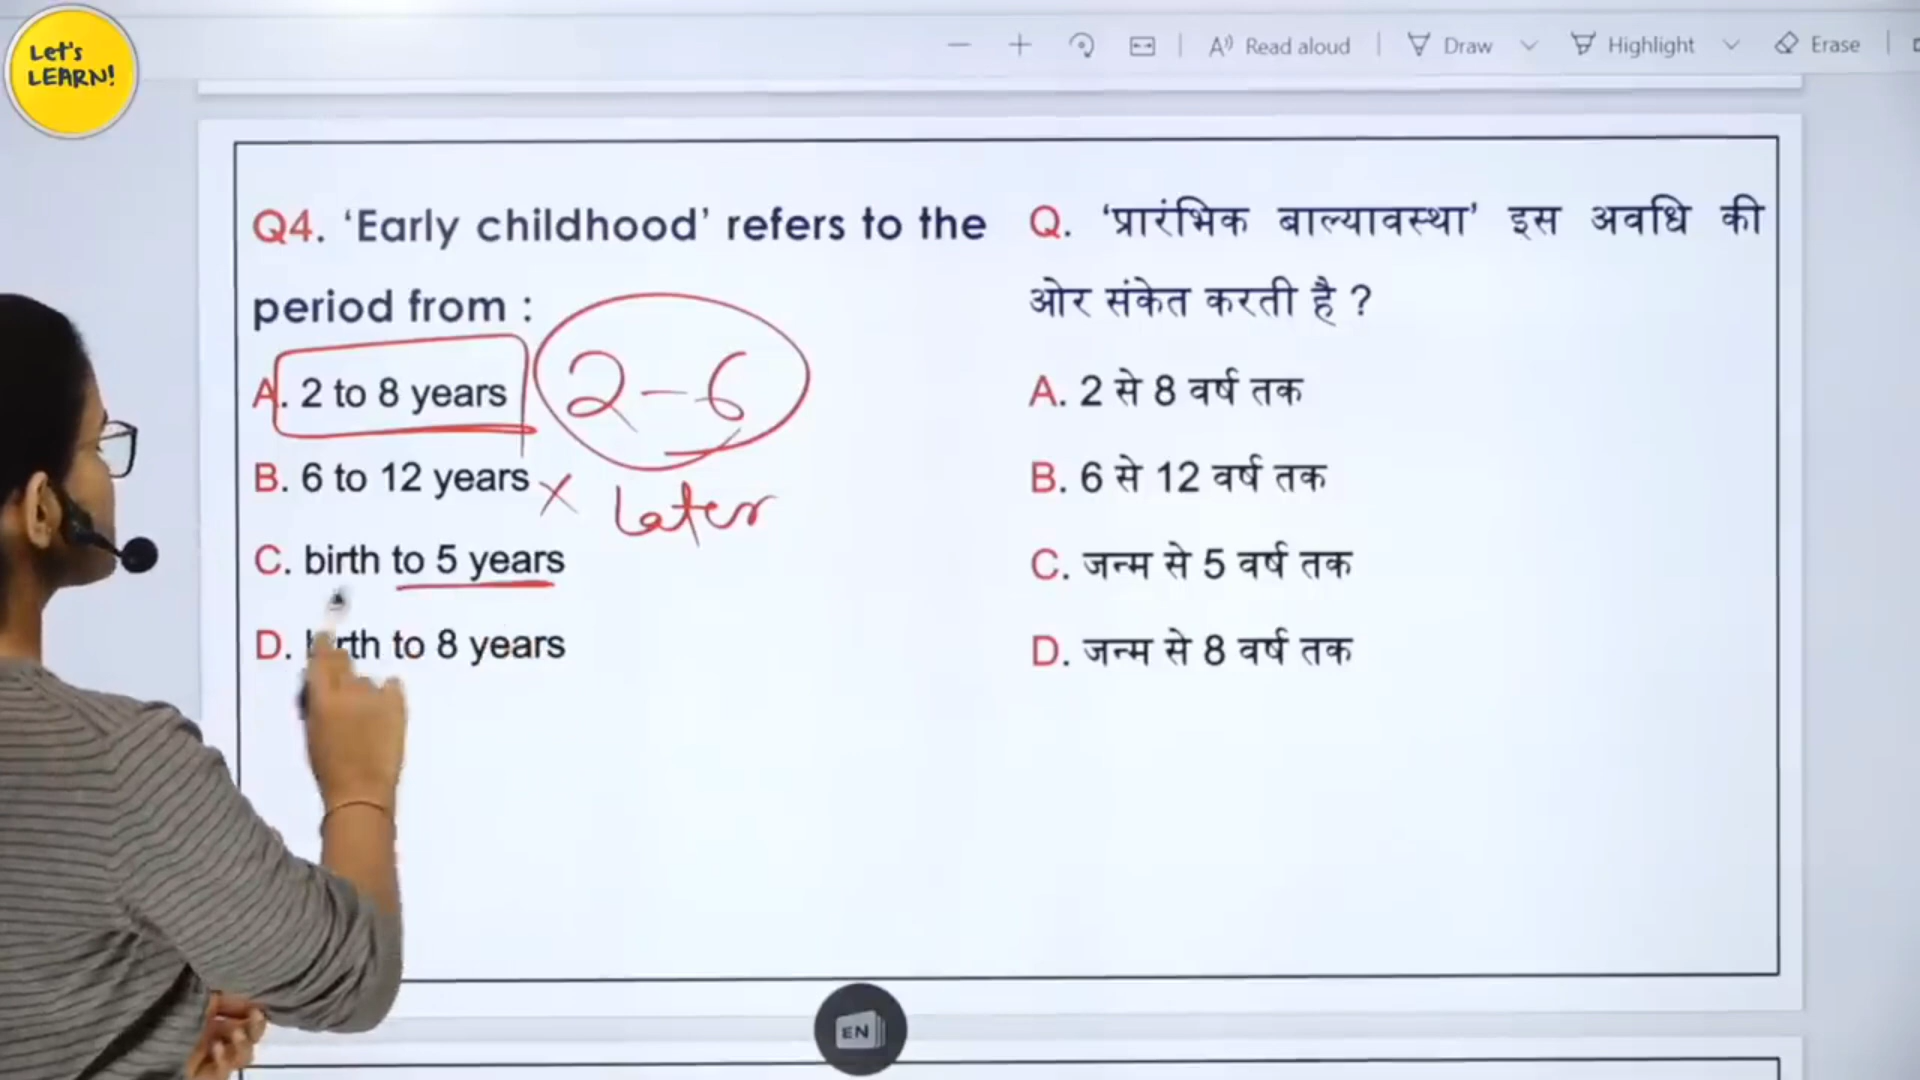 Let's
LEARN!
Read aloud
Draw
Highlight
Erase
Q4. ‘Early childhood’ refers to the
period from :
A. 2 to 8 years
2-6
B. 6 to 12 years × Later
C. birth to 5 years
D. birth to 8 years
Q. ‘प्रारंभिक बाल्यावस्था’ इस अवधि की
ओर संकेत करती है ?
A. 2 से 8 वर्ष तक
B. 6 से 12 वर्ष तक
C. जन्म से 5 वर्ष तक
D. जन्म से 8 वर्ष तक
EN